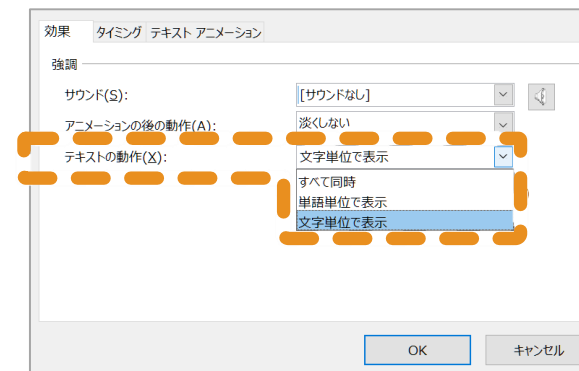 効果 タイミング テキスト アニメーション
強調
サウンド(S): [サウンドなし]
アニメーションの後の動作(A): 淡くしない
テキストの動作(X): 文字単位で表示
すべて同時
単語単位で表示
文字単位で表示
OK キャンセル